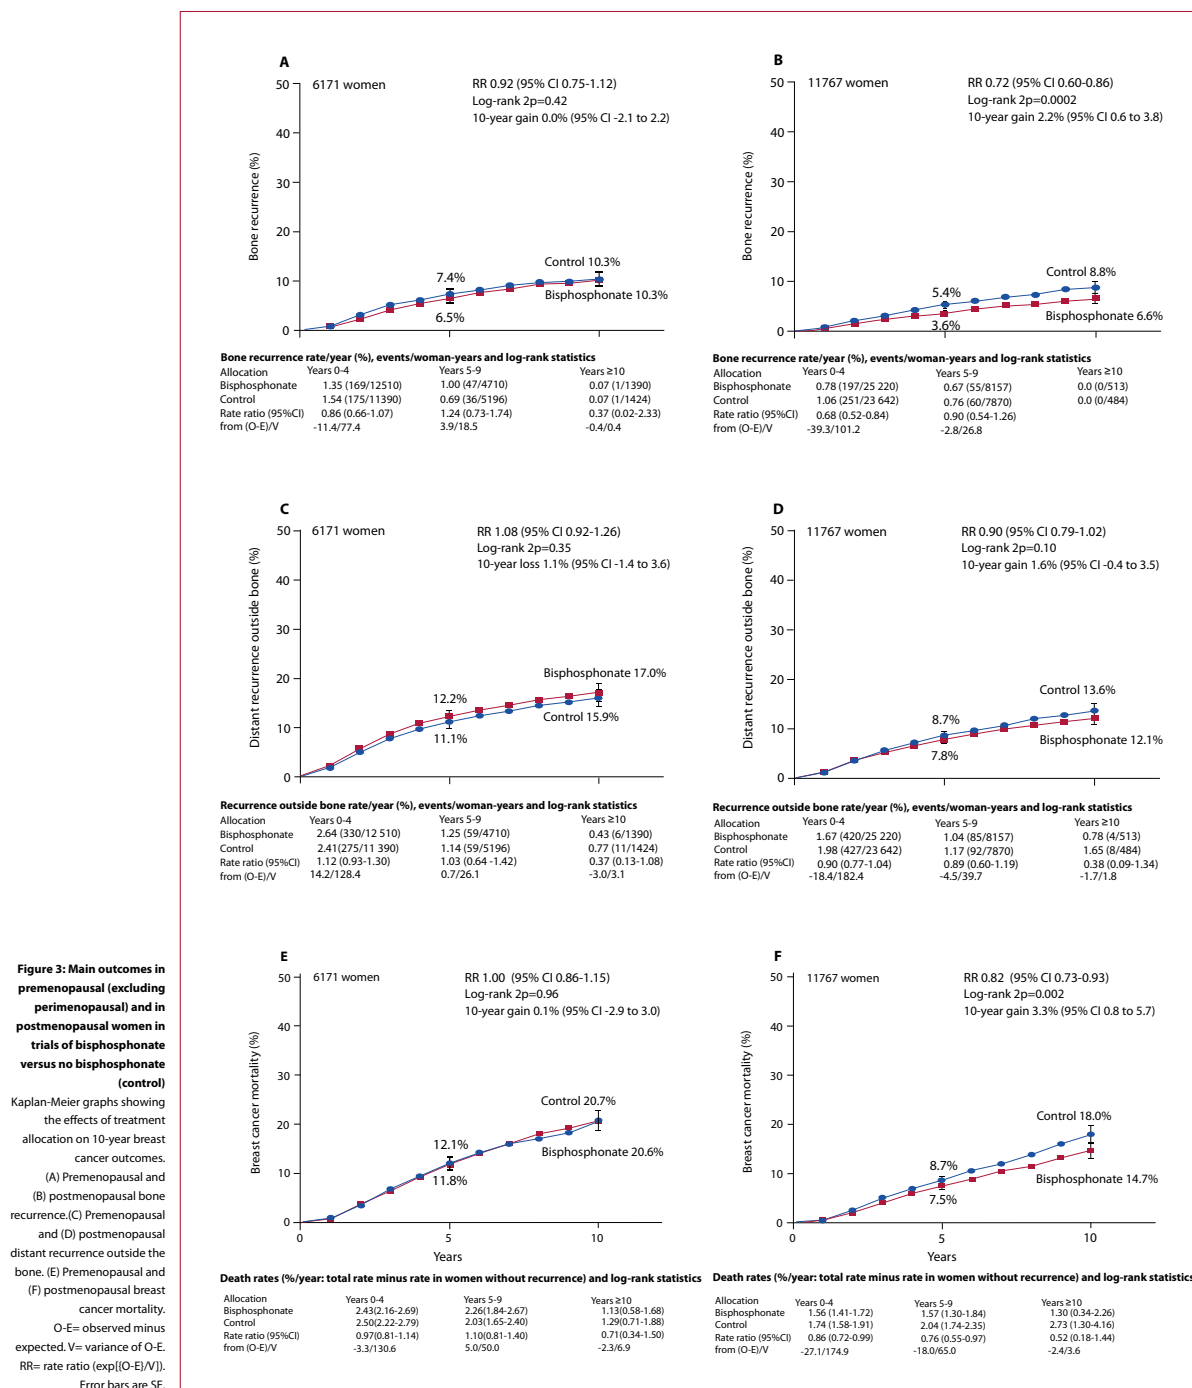 A
6171 women
RR 0.92 (95% CI 0.75-1.12)
Log-rank 2p=0.42
10-year gain 0.0% (95% CI -2.1 to 2.2)
Bone recurrence (%)
50
40
30
20
10
0
7.4%
6.5%
Control 10.3%
Bisphosphonate 10.3%
Bone recurrence rate/year (%), events/woman-years and log-rank statistics
Allocation Years 0-4 Years 5-9 Years ≥10
Bisphosphonate 1.35 (169/12510) 1.00 (47/4710) 0.07 (1/1390)
Control 1.54 (175/11390) 0.69 (36/5196) 0.07 (1/1424)
Rate ratio (95%CI) 0.86 (0.66-1.07) 1.24 (0.73-1.74) 0.37 (0.02-2.33)
from (O-E)/V -11.4/77.4 3.9/18.5 -0.4/0.4
B
11767 women
RR 0.72 (95% CI 0.60-0.86)
Log-rank 2p=0.0002
10-year gain 2.2% (95% CI 0.6 to 3.8)
Bone recurrence (%)
50
40
30
20
10
0
5.4%
3.6%
Control 8.8%
Bisphosphonate 6.6%
Bone recurrence rate/year (%), events/woman-years and log-rank statistics
Allocation Years 0-4 Years 5-9 Years ≥10
Bisphosphonate 0.78 (197/25 220) 0.67 (55/8157) 0.0 (0/513)
Control 1.06 (251/23 642) 0.76 (60/7870) 0.0 (0/484)
Rate ratio (95%CI) 0.68 (0.52-0.84) 0.90 (0.54-1.26)
from (O-E)/V -39.3/101.2 -2.8/26.8
C
6171 women
RR 1.08 (95% CI 0.92-1.26)
Log-rank 2p=0.35
10-year loss 1.1% (95% CI -1.4 to 3.6)
Distant recurrence outside bone (%)
50
40
30
20
10
0
12.2%
11.1%
Bisphosphonate 17.0%
Control 15.9%
Recurrence outside bone rate/year (%), events/woman-years and log-rank statistics
Allocation Years 0-4 Years 5-9 Years ≥10
Bisphosphonate 2.64 (330/12 510) 1.25 (59/4710) 0.43 (6/1390)
Control 2.41(275/11 390) 1.14 (59/5196) 0.77 (11/1424)
Rate ratio (95%CI) 1.12 (0.93-1.30) 1.03 (0.64 -1.42) 0.37 (0.13-1.08)
from (O-E)/V 14.2/128.4 0.7/26.1 -3.0/3.1
D
11767 women
RR 0.90 (95% CI 0.79-1.02)
Log-rank 2p=0.10
10-year gain 1.6% (95% CI -0.4 to 3.5)
Distant recurrence outside bone (%)
50
40
30
20
10
0
8.7%
7.8%
Control 13.6%
Bisphosphonate 12.1%
Recurrence outside bone rate/year (%), events/woman-years and log-rank statistics
Allocation Years 0-4 Years 5-9 Years ≥10
Bisphosphonate 1.67 (420/25 220) 1.04 (85/8157) 0.78 (4/513)
Control 1.98 (427/23 642) 1.17 (92/7870) 1.65 (8/484)
Rate ratio (95%CI) 0.90 (0.77-1.04) 0.89 (0.60-1.19) 0.38 (0.09-1.34)
from (O-E)/V -18.4/182.4 -4.5/39.7 -1.7/1.8
E
6171 women
RR 1.00 (95% CI 0.86-1.15)
Log-rank 2p=0.96
10-year gain 0.1% (95% CI -2.9 to 3.0)
Breast cancer mortality (%)
50
40
30
20
10
0
12.1%
11.8%
Control 20.7%
Bisphosphonate 20.6%
0 5 10
Years
Death rates (%/year: total rate minus rate in women without recurrence) and log-rank statistics
Allocation Years 0-4 Years 5-9 Years ≥10
Bisphosphonate 2.43(2.16-2.69) 2.26(1.84-2.67) 1.13(0.58-1.68)
Control 2.50(2.22-2.79) 2.03(1.65-2.40) 1.29(0.71-1.88)
Rate ratio (95%CI) 0.97(0.81-1.14) 1.10(0.81-1.40) 0.71(0.34-1.50)
from (O-E)/V -3.3/130.6 5.0/50.0 -2.3/6.9
F
11767 women
RR 0.82 (95% CI 0.73-0.93)
Log-rank 2p=0.002
10-year gain 3.3% (95% CI 0.8 to 5.7)
Breast cancer mortality (%)
50
40
30
20
10
0
8.7%
7.5%
Control 18.0%
Bisphosphonate 14.7%
0 5 10
Years
Death rates (%/year: total rate minus rate in women without recurrence) and log-rank statistics
Allocation Years 0-4 Years 5-9 Years ≥10
Bisphosphonate 1.56 (1.41-1.72) 1.57 (1.30-1.84) 1.30 (0.34-2.26)
Control 1.74 (1.58-1.91) 2.04 (1.74-2.35) 2.73 (1.30-4.16)
Rate ratio (95%CI) 0.86 (0.72-0.99) 0.76 (0.55-0.97) 0.52 (0.18-1.44)
from (O-E)/V -27.1/174.9 -18.0/65.0 -2.4/3.6
Figure 3: Main outcomes in
premenopausal (excluding
perimenopausal) and in
postmenopausal women in
trials of bisphosphonate
versus no bisphosphonate
(control)
Kaplan-Meier graphs showing
the effects of treatment
allocation on 10-year breast
cancer outcomes.
(A) Premenopausal and
(B) postmenopausal bone
recurrence.(C) Premenopausal
and (D) postmenopausal
distant recurrence outside the
bone. (E) Premenopausal and
(F) postmenopausal breast
cancer mortality.
O-E= observed minus
expected. V= variance of O-E.
RR= rate ratio (exp[{O-E}/V]).
Error bars are SE.